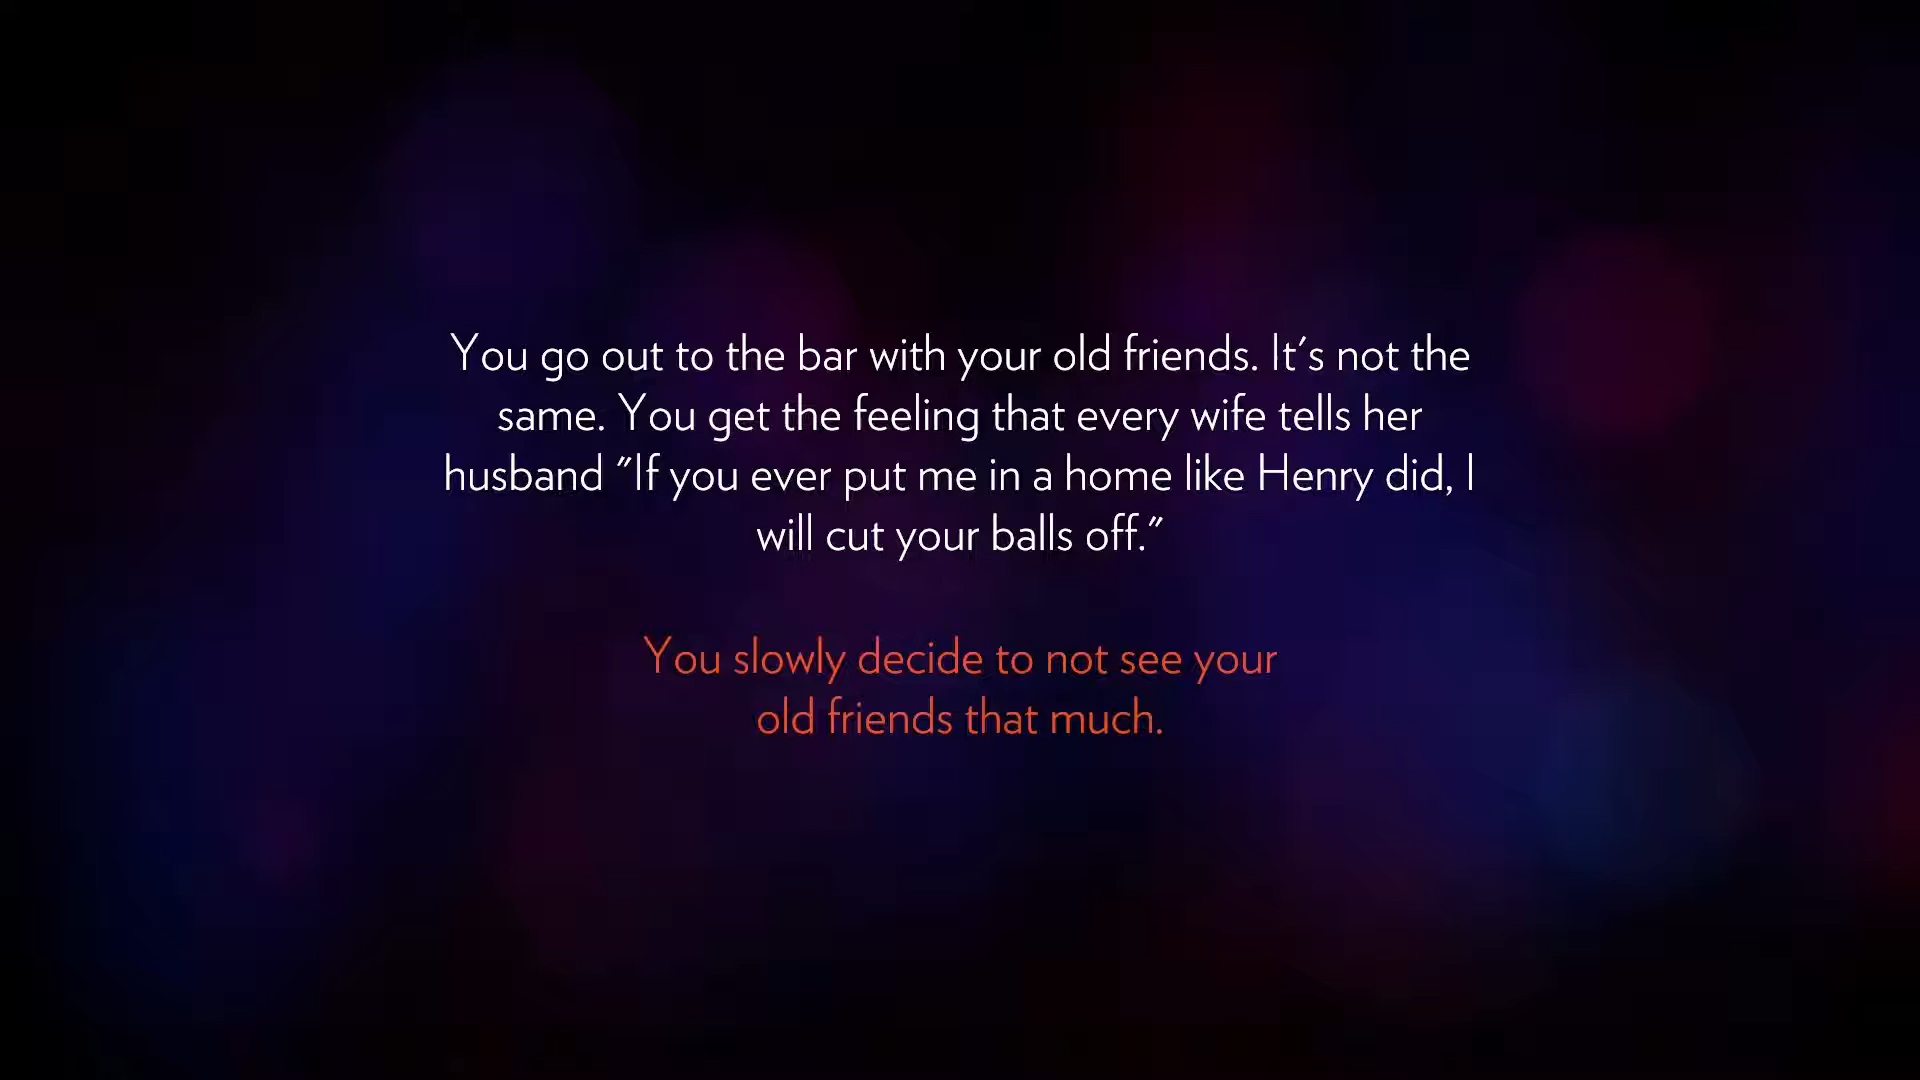 You go out to the bar with your old friends. It's not the
same. You get the feeling that every wife tells her
husband "If you ever put me in a home like Henry did, I
will cut your balls off."
You slowly decide to not see your
old friends that much.